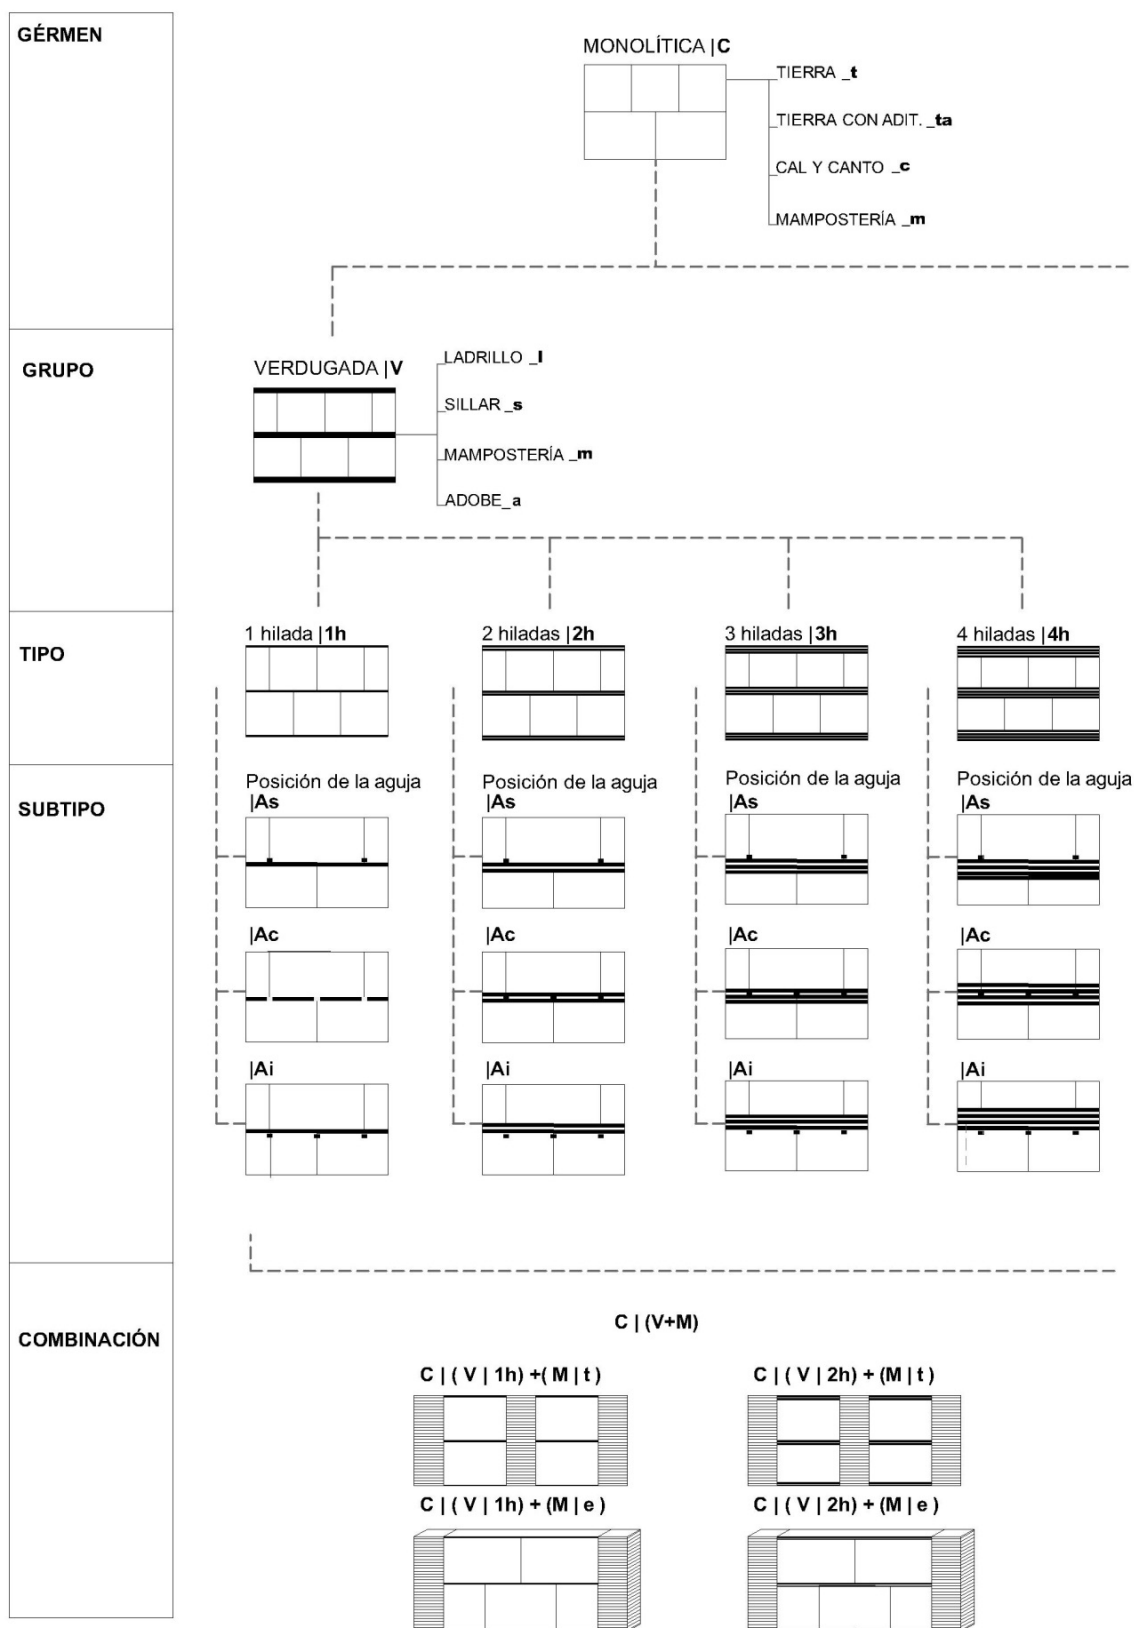 GÉRMEN
MONOLÍTICA |C
TIERRA _t
TIERRA CON ADIT. _ta
CAL Y CANTO _c
MAMPOSTERÍA _m
GRUPO
VERDUGADA |V
LADRILLO _l
SILLAR _s
MAMPOSTERÍA _m
ADOBE_a
TIPO
1 hilada |1h
2 hiladas |2h
3 hiladas |3h
4 hiladas |4h
SUBTIPO
Posición de la aguja
|As
Posición de la aguja
|As
Posición de la aguja
|As
Posición de la aguja
|As
|Ac
|Ac
|Ac
|Ac
|Ai
|Ai
|Ai
|Ai
COMBINACIÓN
C | (V+M)
C | ( V | 1h) +( M | t )
C | ( V | 2h) + (M | t )
C | ( V | 1h) + (M | e )
C | ( V | 2h) + (M | e )